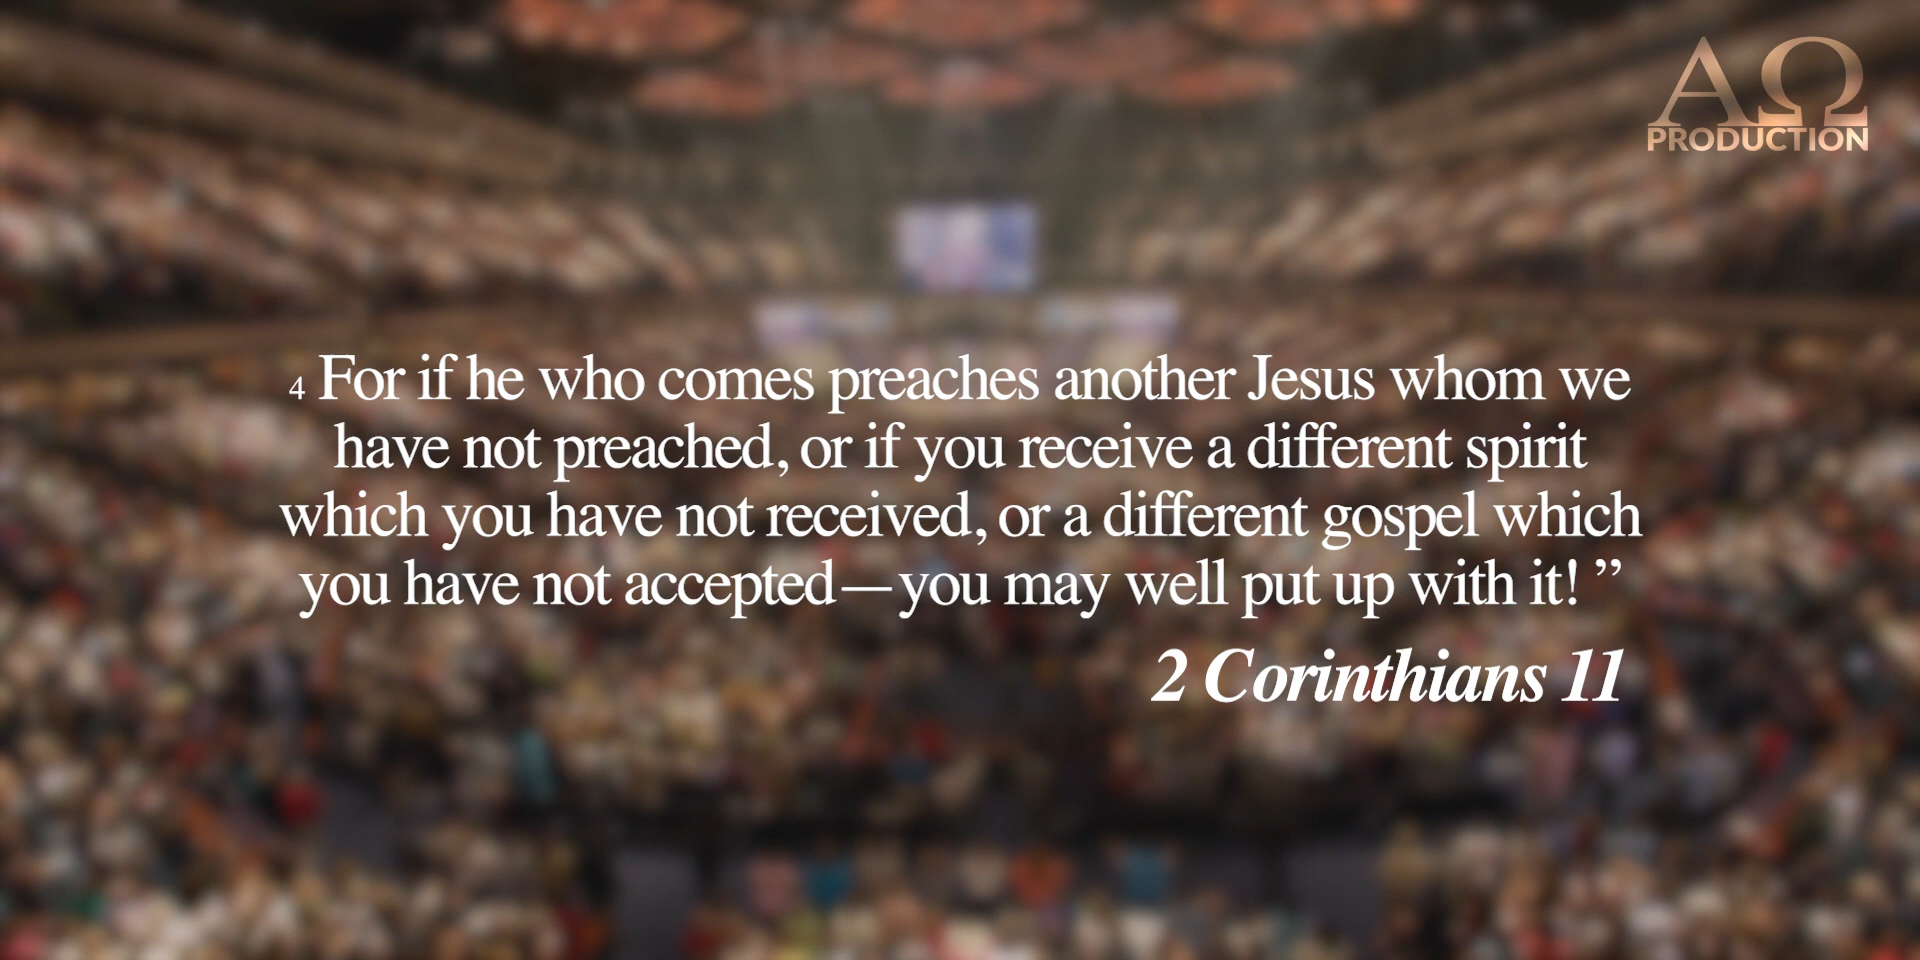 ΑΩ
PRODUCTION
4 For if he who comes preaches another Jesus whom we
have not preached, or if you receive a different spirit
which you have not received, or a different gospel which
you have not accepted—you may well put up with it! ”
2 Corinthians 11